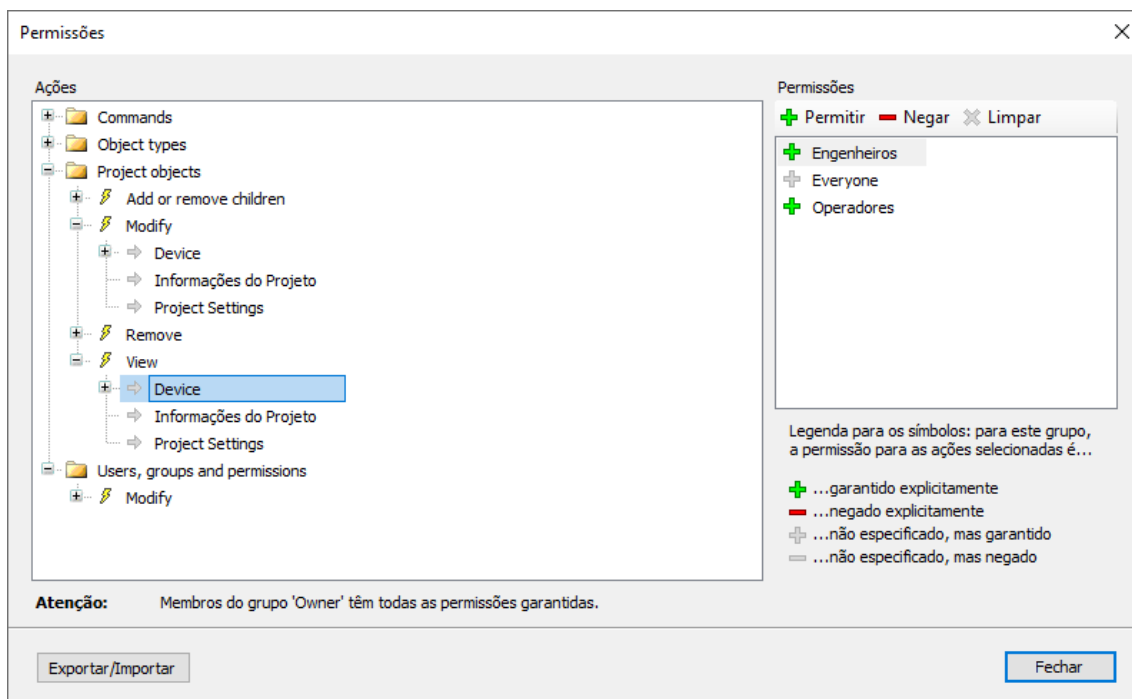 Permissões
Ações
Commands
Object types
Project objects
Add or remove children
Modify
Device
Informações do Projeto
Project Settings
Remove
View
Device
Informações do Projeto
Project Settings
Users, groups and permissions
Modify
Permissões
Permitir Negar Limpar
Engenheiros
Everyone
Operadores
Legenda para os símbolos: para este grupo,
a permissão para as ações selecionadas é...
...garantido explicitamente
...negado explicitamente
...não especificado, mas garantido
...não especificado, mas negado
Atenção: Membros do grupo 'Owner' têm todas as permissões garantidas.
Exportar/Importar
Fechar